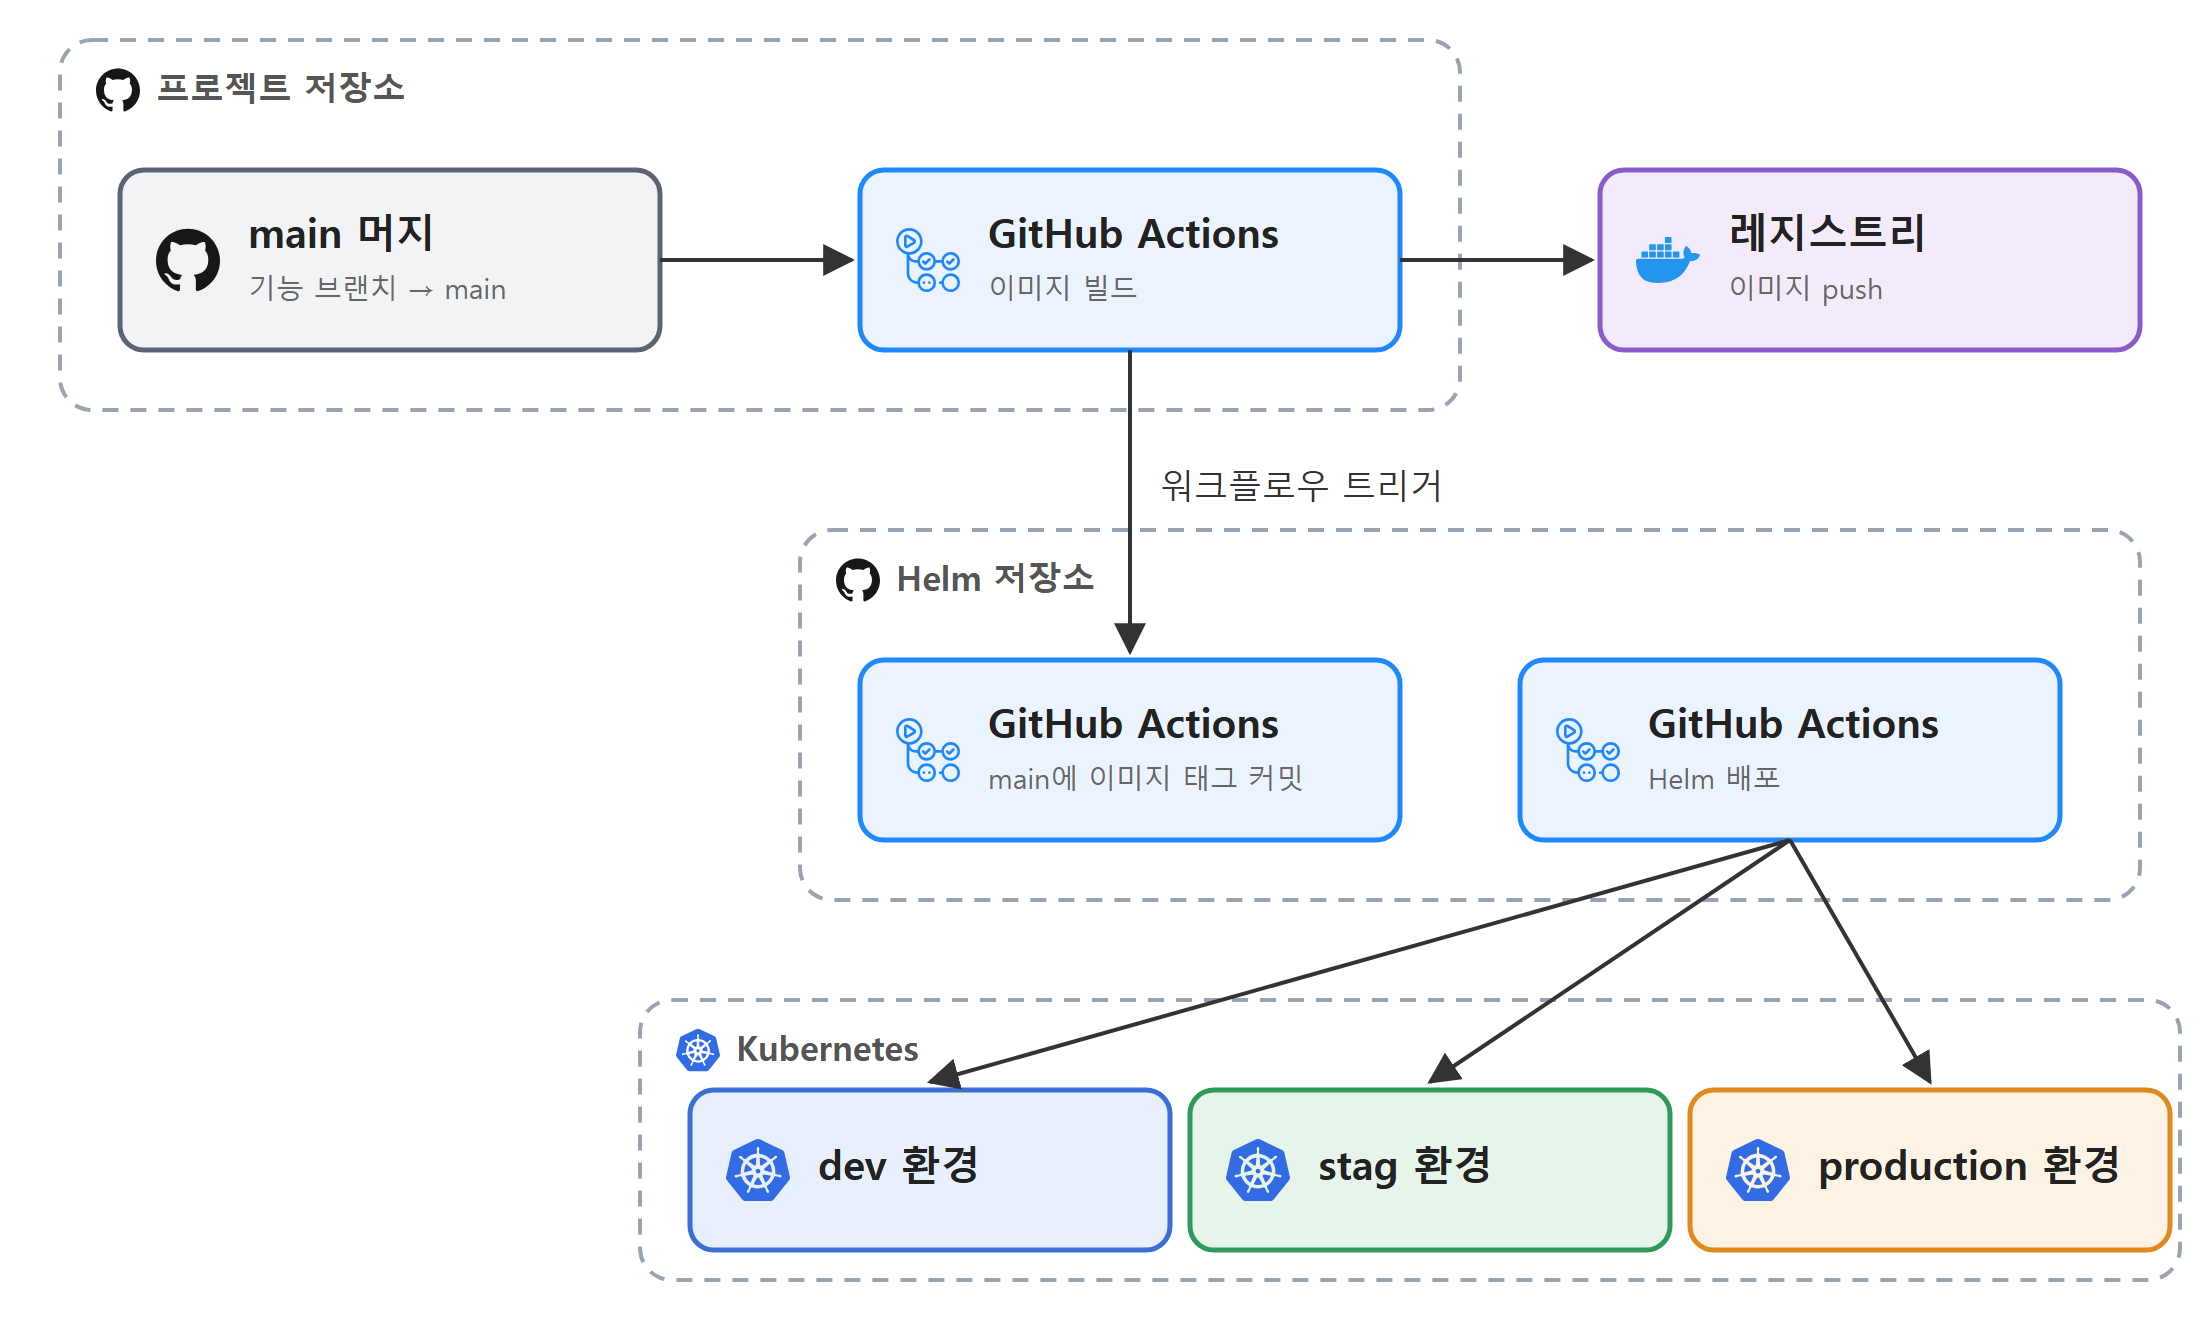 프로젝트 저장소
main 머지
기능 브랜치 → main
GitHub Actions
이미지 빌드
레지스트리
이미지 push
워크플로우 트리거
Helm 저장소
GitHub Actions
main에 이미지 태그 커밋
GitHub Actions
Helm 배포
Kubernetes
dev 환경
stag 환경
production 환경